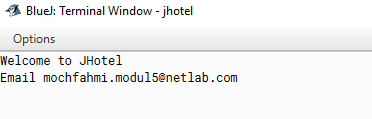 BlueJ: Terminal Window - jhotel
Options
Welcome to JHotel
Email mochfahmi.modul5@netlab.com